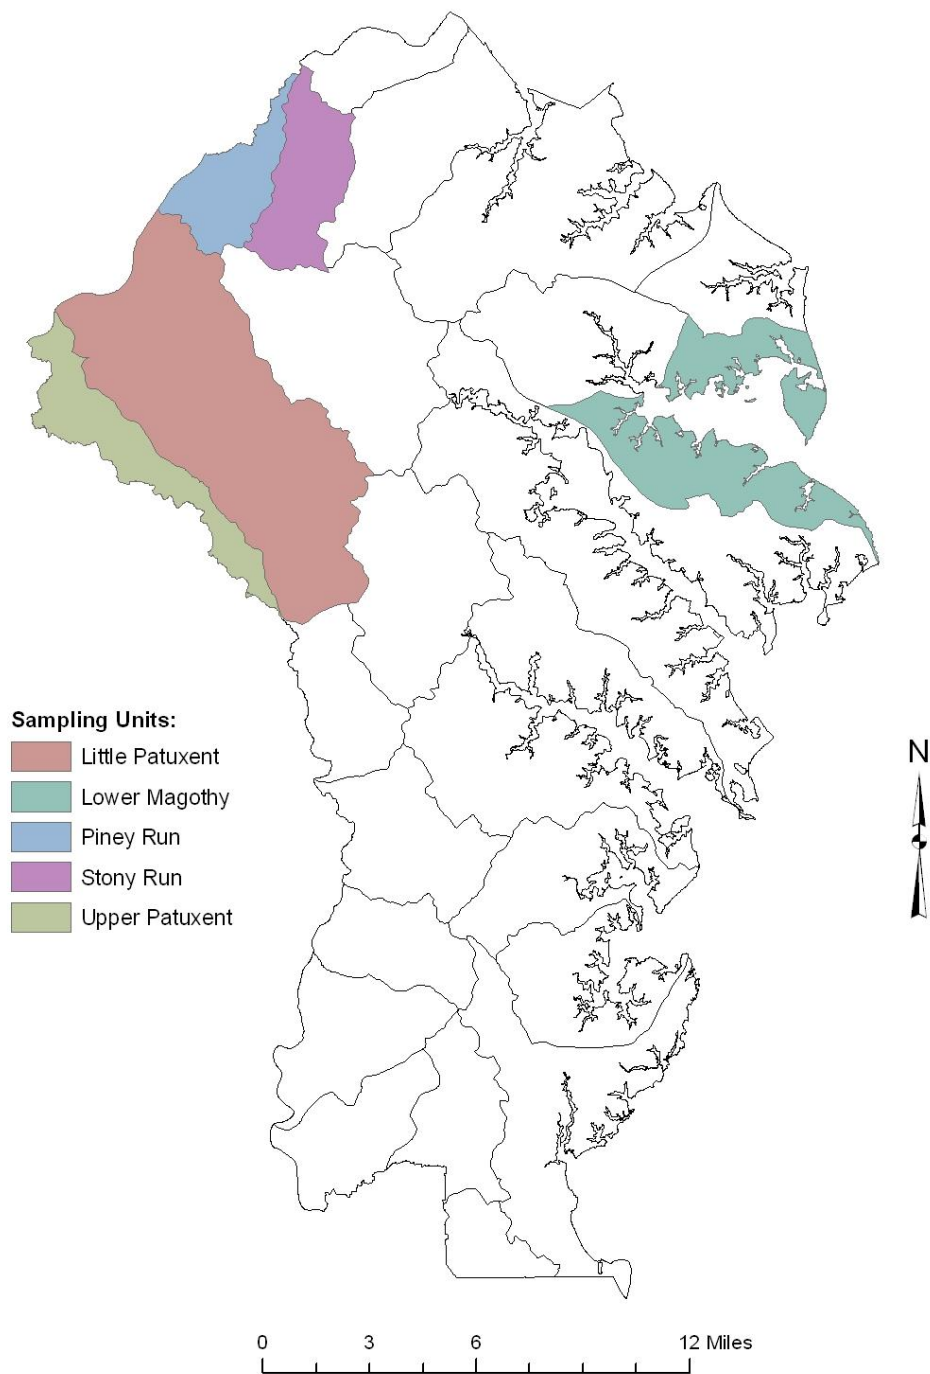 Sampling Units:
Little Patuxent
Lower Magothy
Piney Run
Stony Run
Upper Patuxent
N
0 3 6 12 Miles